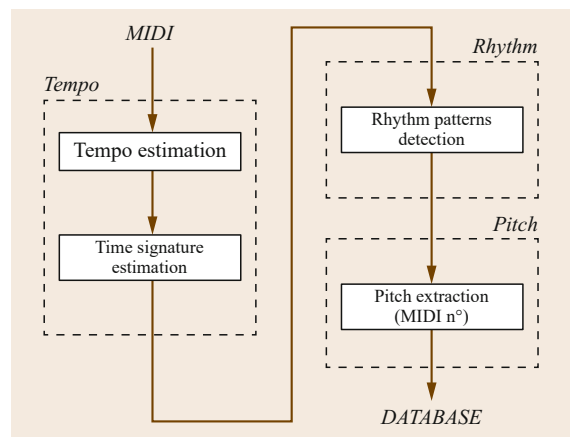 MIDI
Tempo
Tempo estimation
Time signature
estimation
Rhythm
Rhythm patterns
detection
Pitch
Pitch extraction
(MIDI n°)
DATABASE